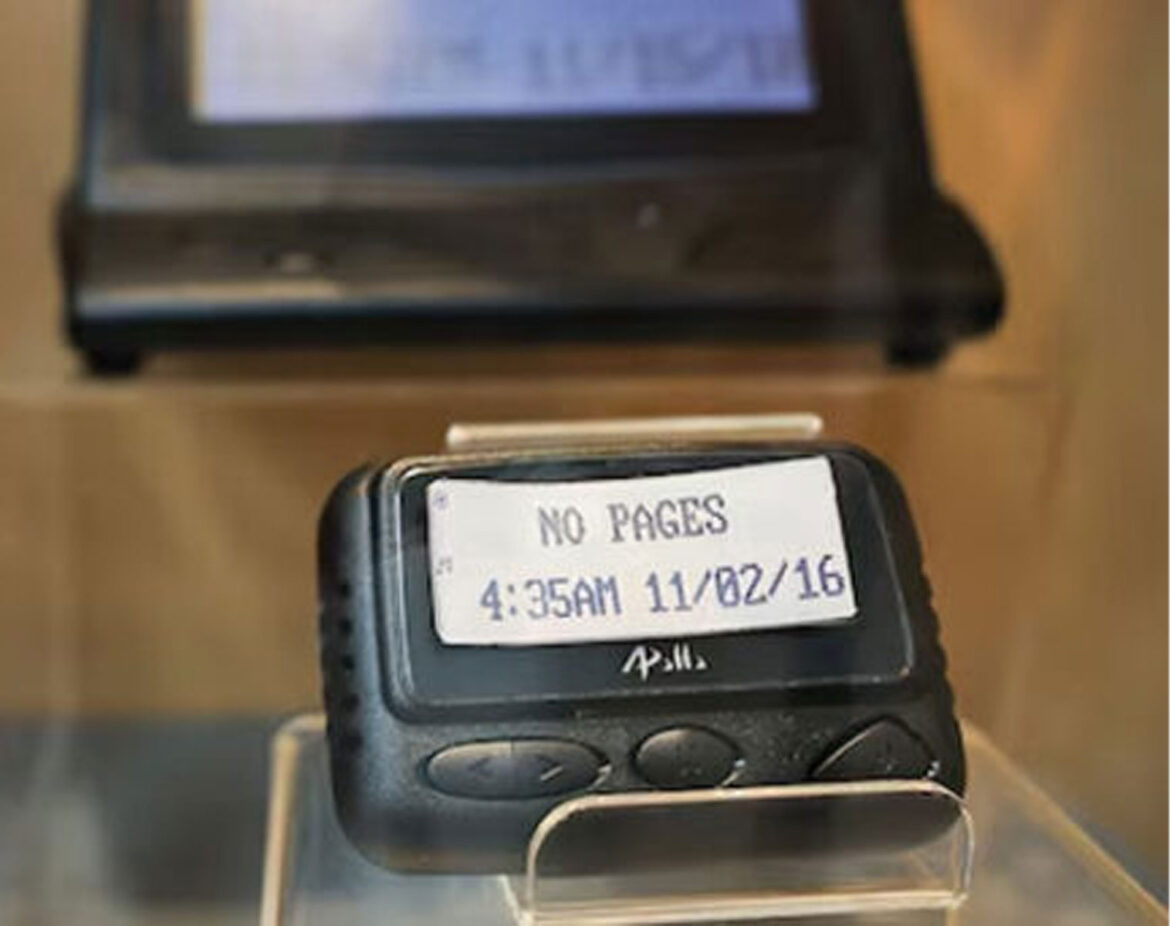 NO PAGES
4:35AM 11/02/16
Apollo